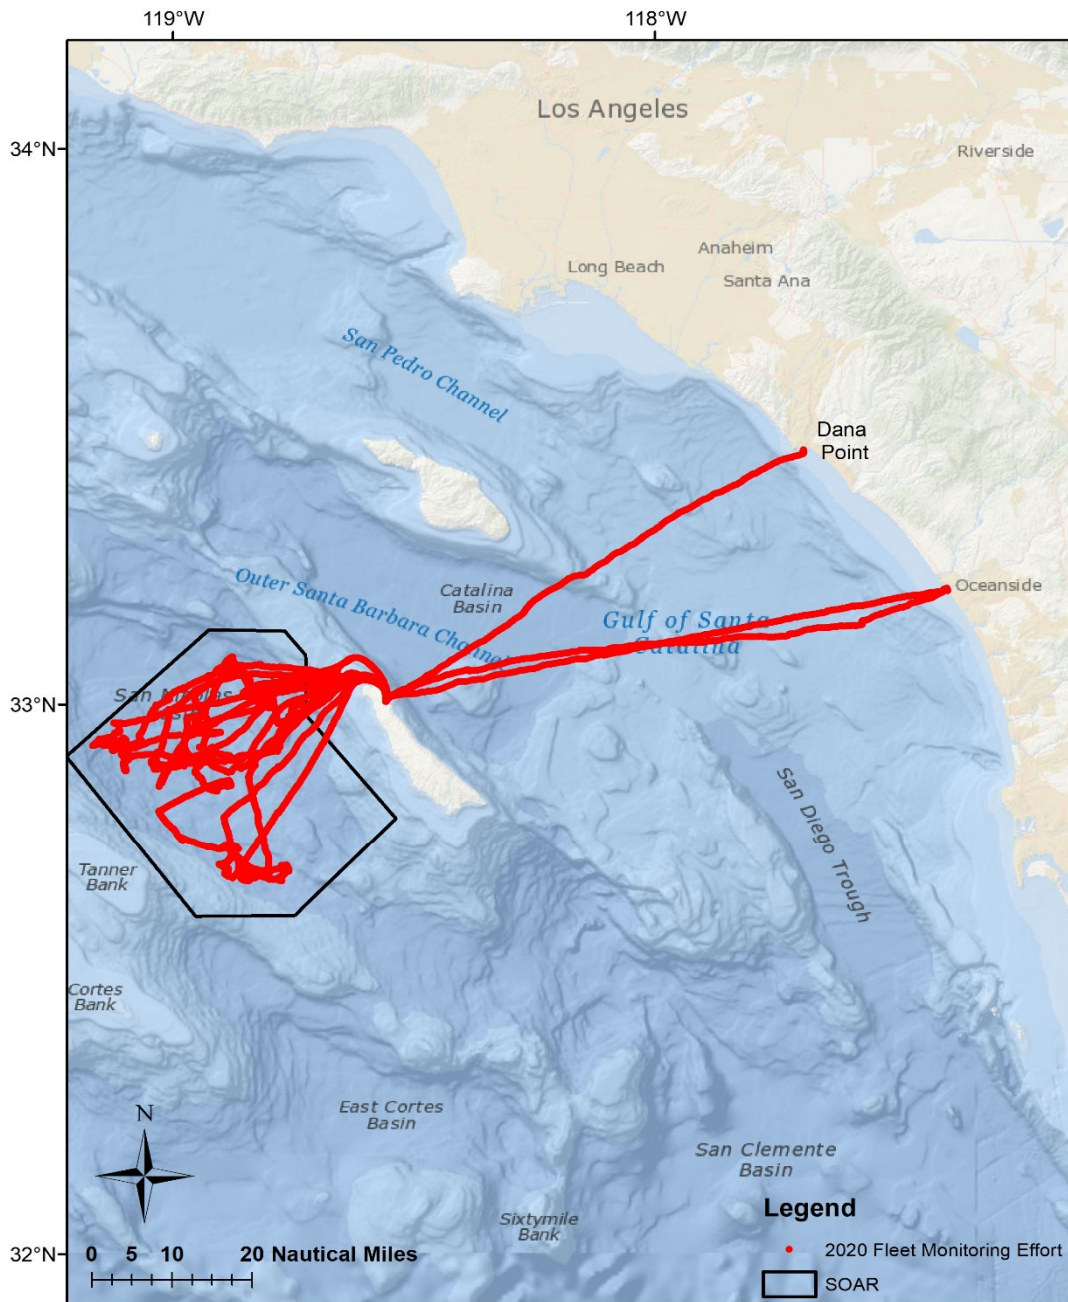 119°W 118°W
Los Angeles
34°N
Riverside
Anaheim
Long Beach
Santa Ana
San Pedro Channel
Dana
Point
Outer Santa Barbara Channel
Catalina
Basin
Oceanside
Gulf of Santa
Catalina
33°N
San Nicolas
San Diego Trough
Tanner
Bank
Cortes
Bank
N
East Cortes
Basin
San Clemente
Basin
Sixtymile
Bank
Legend
32°N
0 5 10 20 Nautical Miles
2020 Fleet Monitoring Effort
SOAR